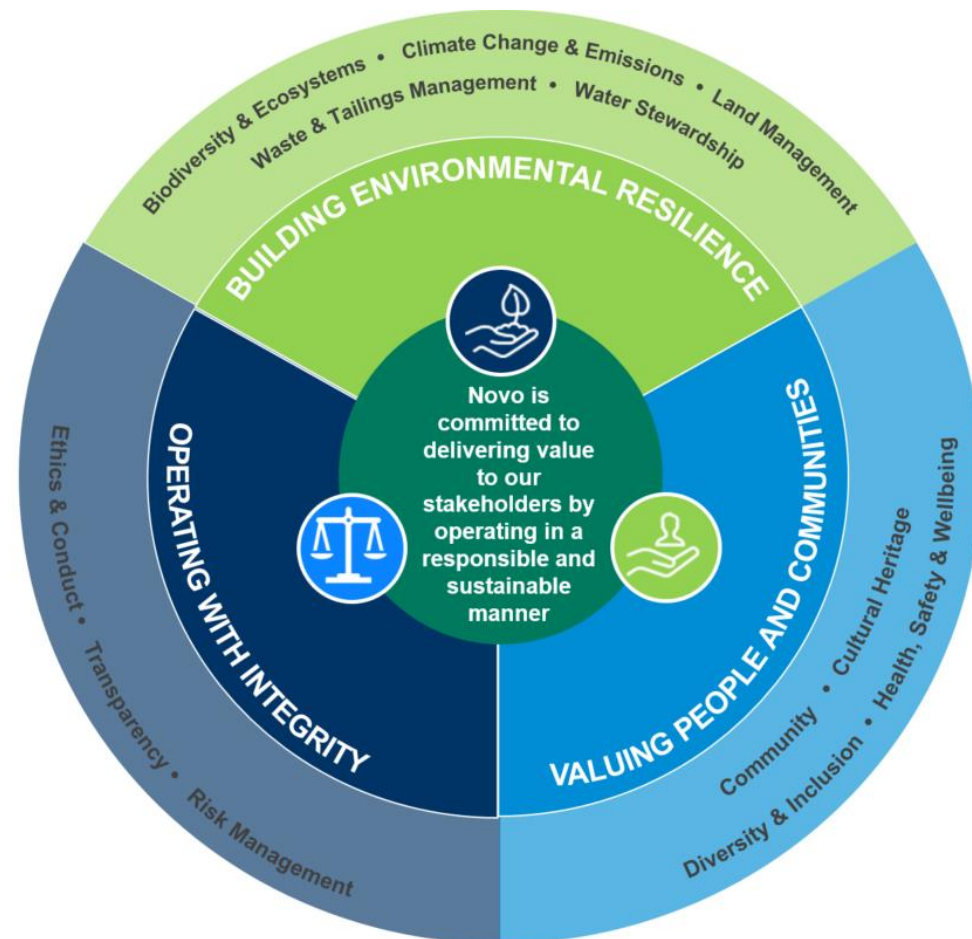 Biodiversity & Ecosystems • Climate Change & Emissions • Land Management
Waste & Tailings Management • Water Stewardship
BUILDING ENVIRONMENTAL RESILIENCE
Novo is
committed to
delivering value
to our
stakeholders by
operating in a
responsible and
sustainable
manner
OPERATING WITH INTEGRITY
Ethics & Conduct • Transparency • Risk Management
VALUING PEOPLE AND COMMUNITIES
Community • Cultural Heritage
Diversity & Inclusion • Health, Safety & Wellbeing